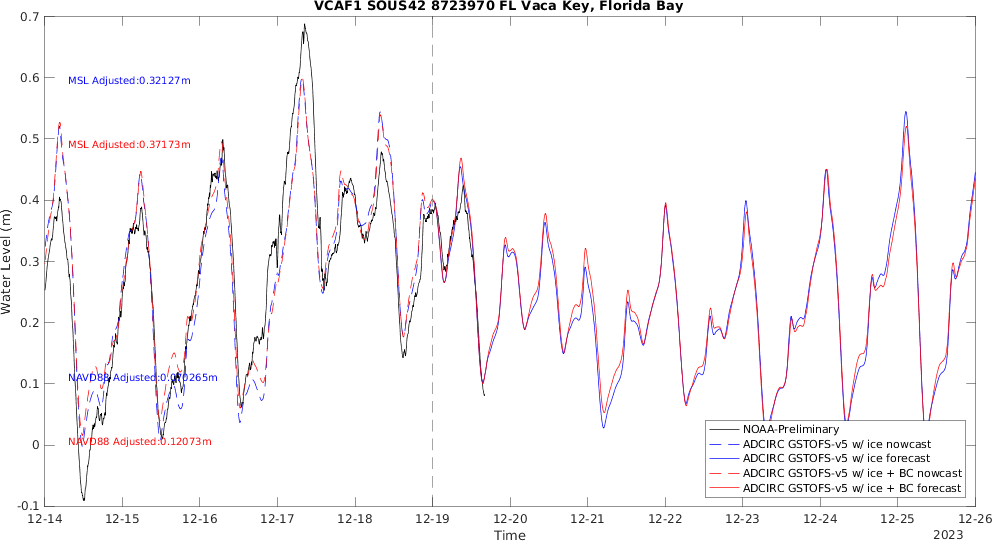 VCAF1 SOUS42 8723970 FL Vaca Key, Florida Bay
0.7
0.6
0.5
0.4
0.3
0.2
0.1
0
-0.1
Water Level (m)
MSL Adjusted:0.32127m
MSL Adjusted:0.37173m
NAVD88 Adjusted:0.070265m
NAVD88 Adjusted:0.12073m
NOAA-Preliminary
ADCIRC GSTOFS-v5 w/ ice nowcast
ADCIRC GSTOFS-v5 w/ ice forecast
ADCIRC GSTOFS-v5 w/ ice + BC nowcast
ADCIRC GSTOFS-v5 w/ ice + BC forecast
12-14 12-15 12-16 12-17 12-18 12-19 12-20 12-21 12-22 12-23 12-24 12-25 12-26
Time
2023